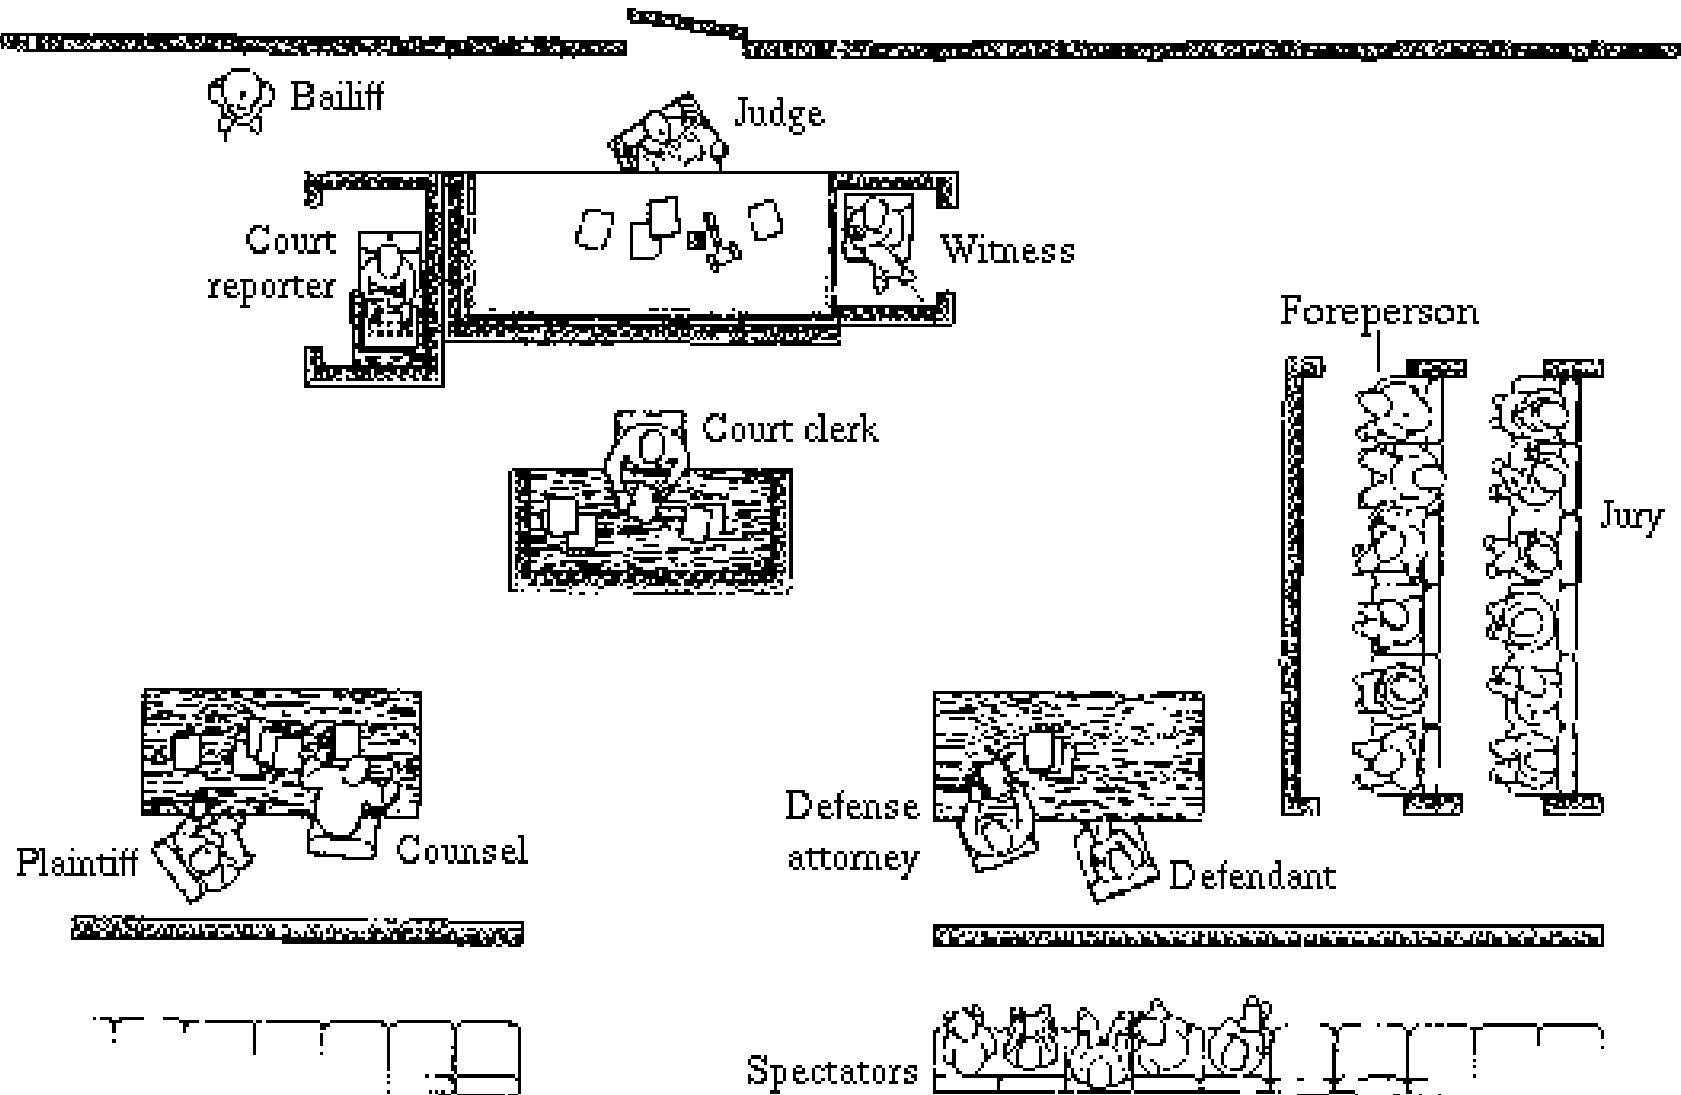 Bailiff
Judge
Court
reporter
Witness
Foreperson
Court clerk
Jury
Defense
attorney
Plaintiff
Counsel
Defendant
Spectators